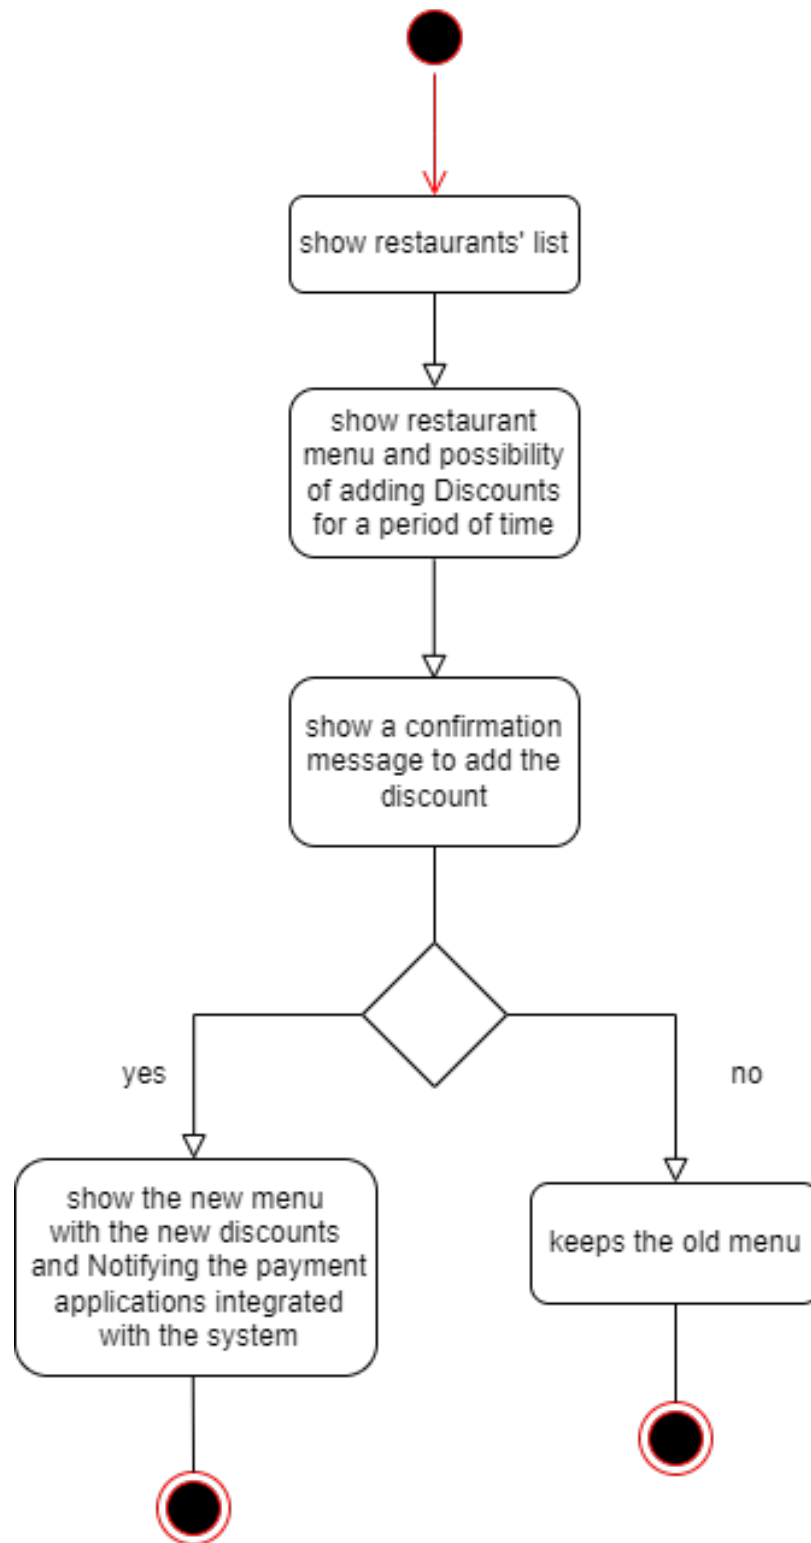 show restaurants' list
show restaurant
menu and possibility
of adding Discounts
for a period of time
show a confirmation
message to add the
discount
yes
no
show the new menu
with the new discounts
and Notifying the payment
applications integrated
with the system
keeps the old menu